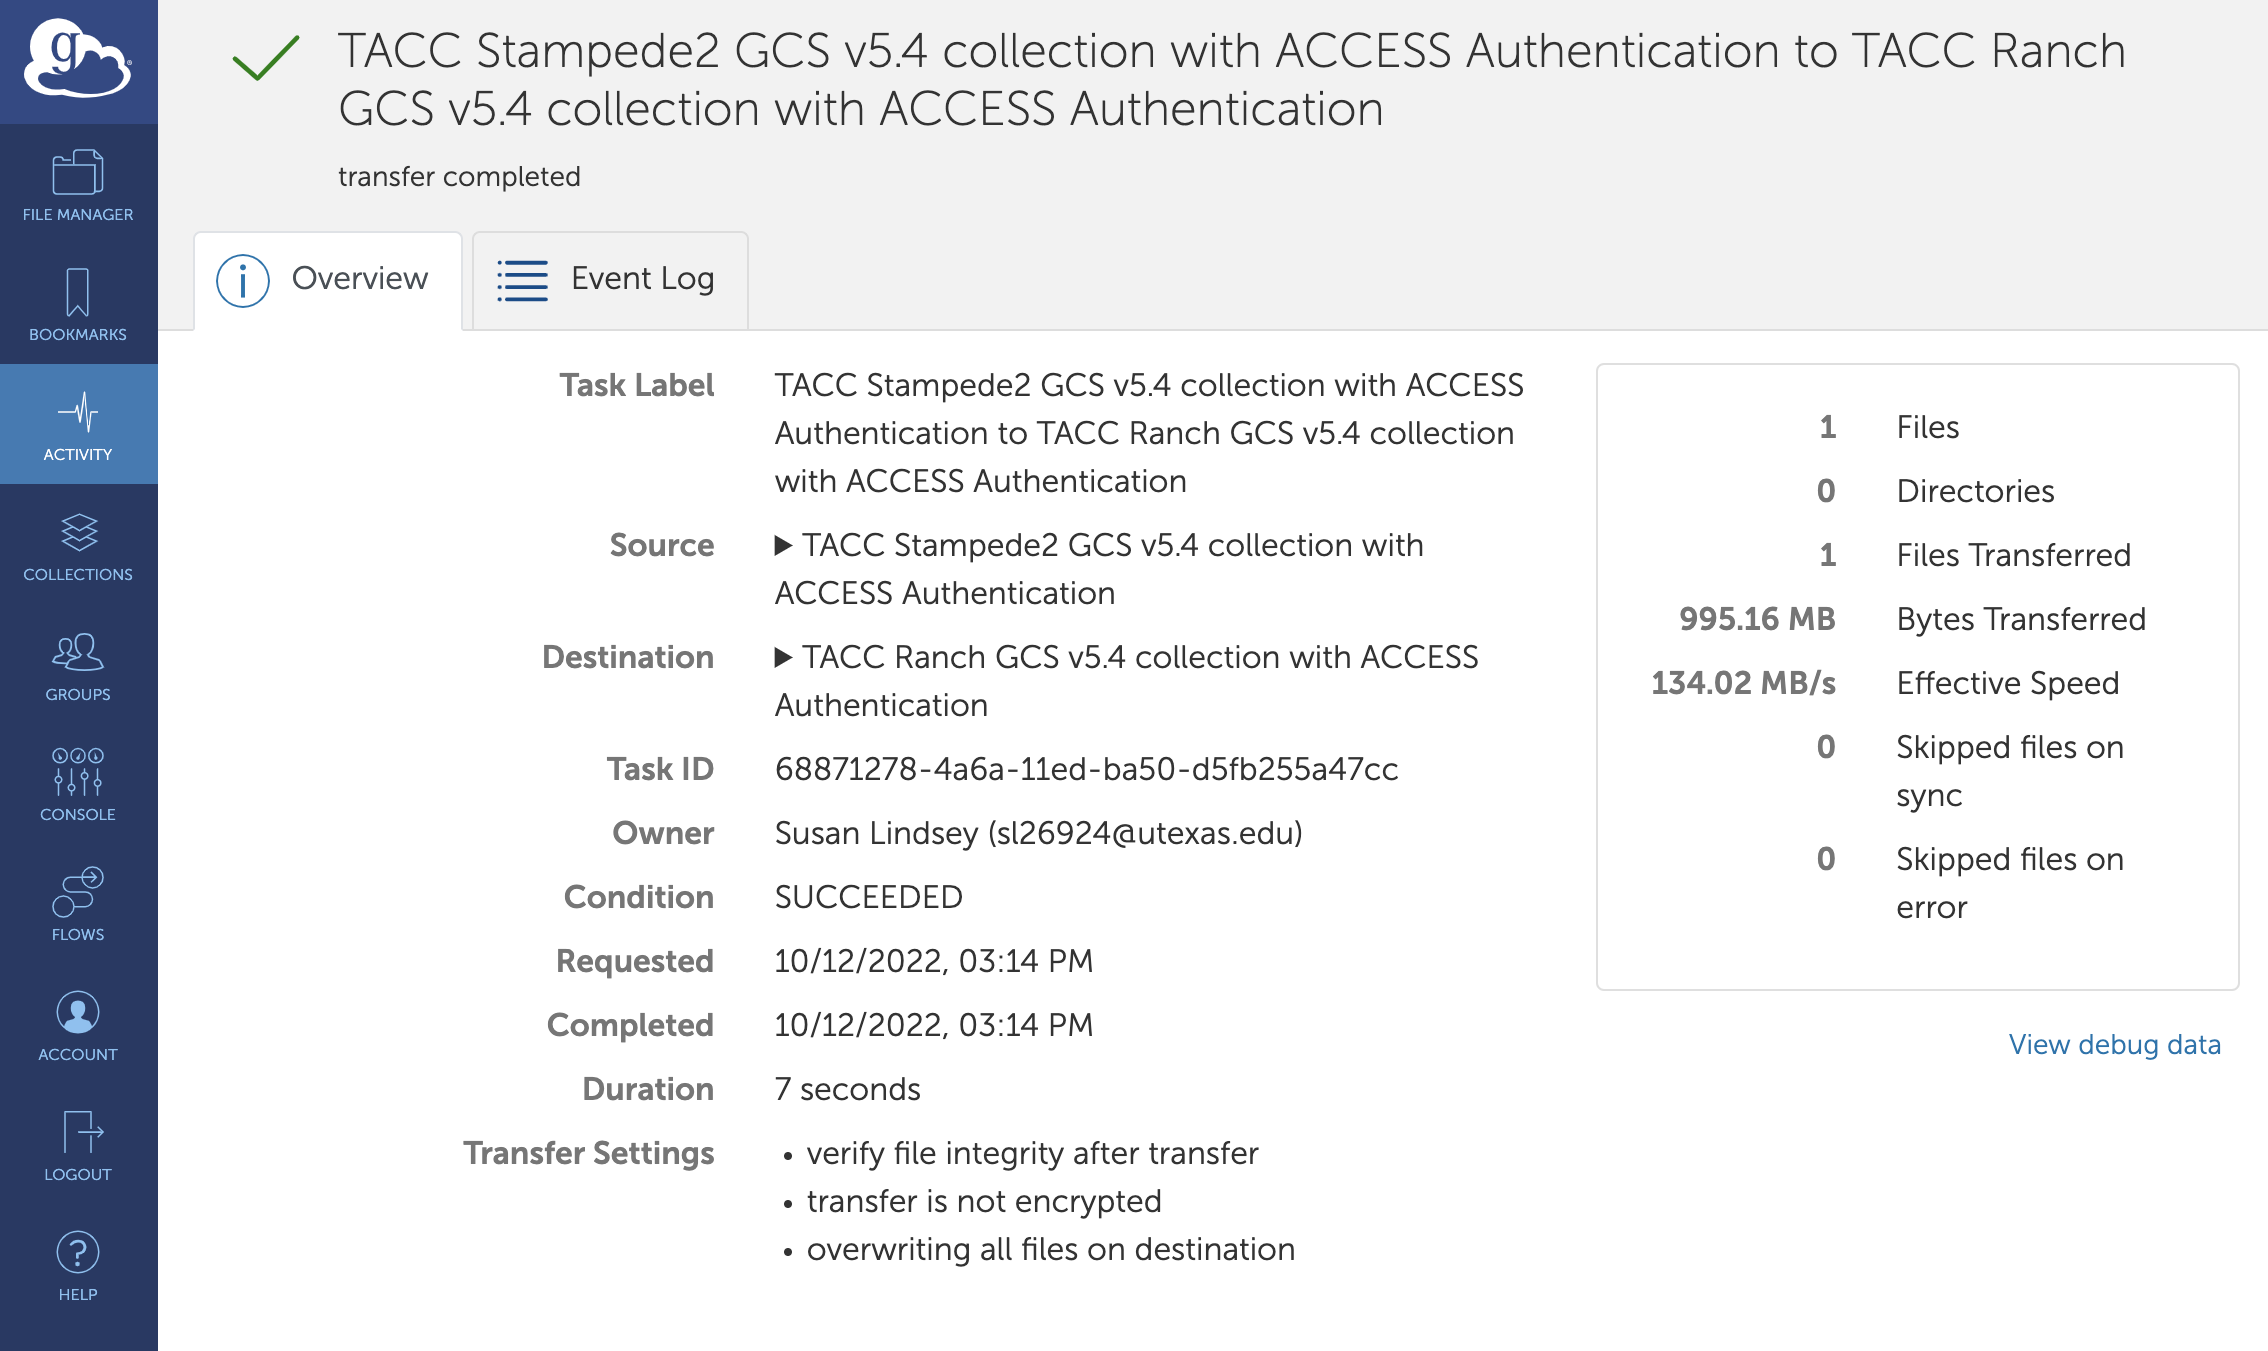 g
TACC Stampede2 GCS v5.4 collection with ACCESS Authentication to TACC Ranch
GCS v5.4 collection with ACCESS Authentication
transfer completed
FILE MANAGER
BOOKMARKS
ACTIVITY
COLLECTIONS
GROUPS
CONSOLE
FLOWS
ACCOUNT
LOGOUT
HELP
Overview
Event Log
Task Label TACC Stampede2 GCS v5.4 collection with ACCESS
Authentication to TACC Ranch GCS v5.4 collection
with ACCESS Authentication
Source ▶ TACC Stampede2 GCS v5.4 collection with
ACCESS Authentication
Destination ▶ TACC Ranch GCS v5.4 collection with ACCESS
Authentication
Task ID 68871278-4a6a-11ed-ba50-d5fb255a47cc
Owner Susan Lindsey (sl26924@utexas.edu)
Condition SUCCEEDED
Requested 10/12/2022, 03:14 PM
Completed 10/12/2022, 03:14 PM
Duration 7 seconds
Transfer Settings • verify file integrity after transfer
• transfer is not encrypted
• overwriting all files on destination
1 Files
0 Directories
1 Files Transferred
995.16 MB Bytes Transferred
134.02 MB/s Effective Speed
0 Skipped files on
sync
0 Skipped files on
error
View debug data